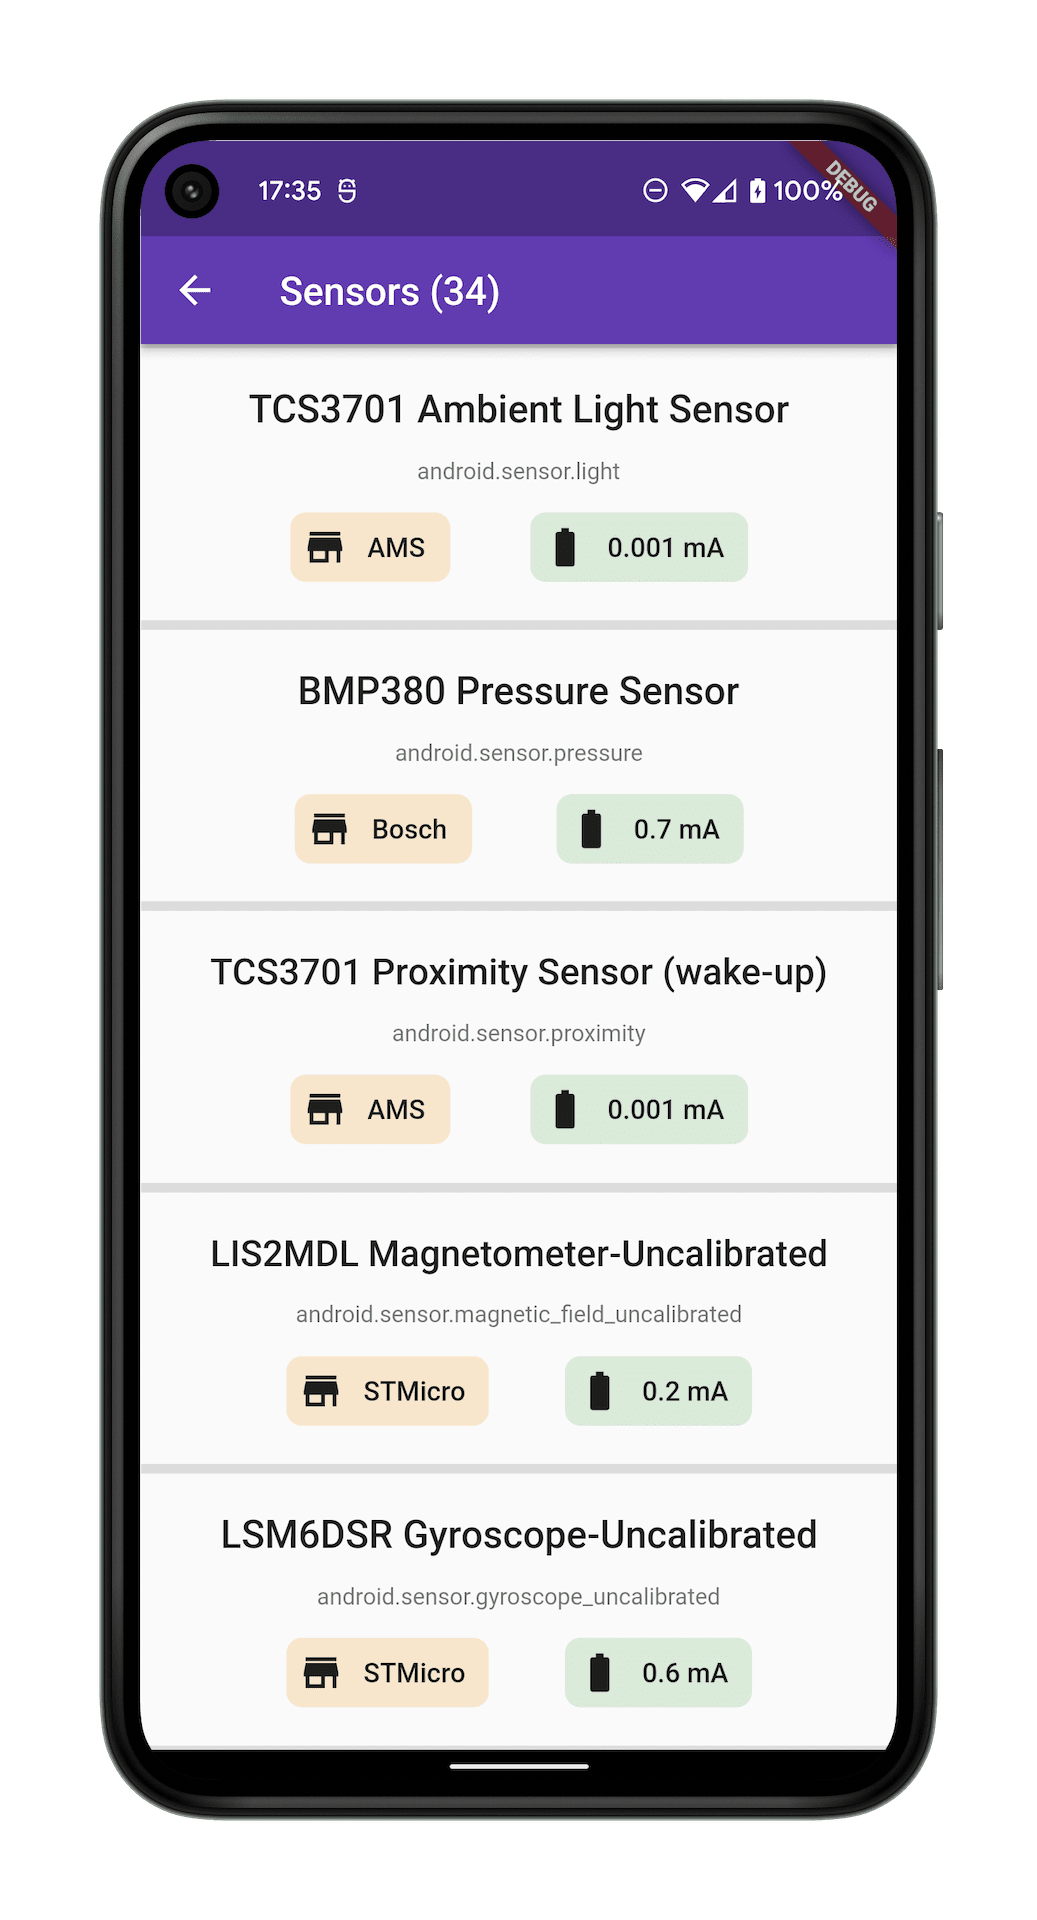 17:35 100%
DEBUG
Sensors (34)
TCS3701 Ambient Light Sensor
android.sensor.light
AMS 0.001 mA
BMP380 Pressure Sensor
android.sensor.pressure
Bosch 0.7 mA
TCS3701 Proximity Sensor (wake-up)
android.sensor.proximity
AMS 0.001 mA
LIS2MDL Magnetometer-Uncalibrated
android.sensor.magnetic_field_uncalibrated
STMicro 0.2 mA
LSM6DSR Gyroscope-Uncalibrated
android.sensor.gyroscope_uncalibrated
STMicro 0.6 mA